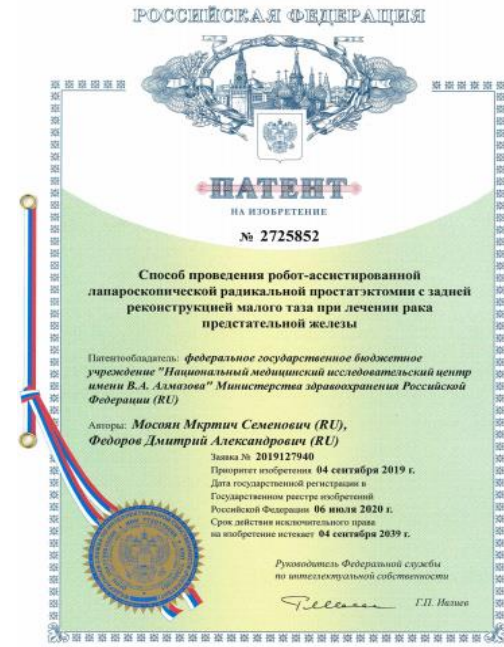 РОССИЙСКАЯ ФЕДЕРАЦИЯ
ПАТЕНТ
НА ИЗОБРЕТЕНИЕ
№ 2725852
Способ проведения робот-ассистированной
лапароскопической радикальной простатэктомии с задней
реконструкцией малого таза при лечении рака
предстательной железы
Патентообладатель: федеральное государственное бюджетное
учреждение "Национальный медицинский исследовательский центр
имени В.А. Алмазова" Министерства здравоохранения Российской
Федерации (RU)
Авторы: Мосоян Мкртич Семенович (RU),
Федоров Дмитрий Александрович (RU)
Заявка № 2019127940
Приоритет изобретения 04 сентября 2019 г.
Дата государственной регистрации в
Государственном реестре изобретений
Российской Федерации 06 июля 2020 г.
Срок действия исключительного права
на изобретение истекает 04 сентября 2039 г.
Руководитель Федеральной службы
по интеллектуальной собственности
Г.П. Ивлиев